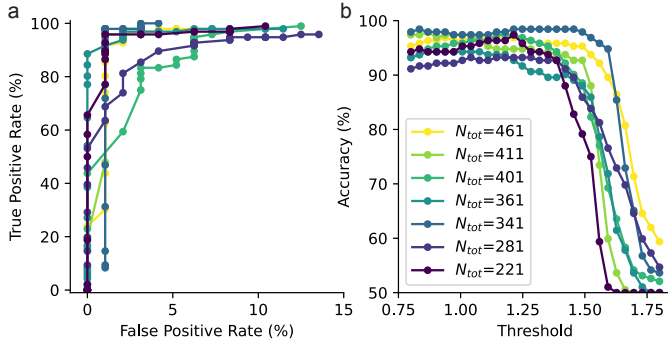 a
100
80
60
40
20
0
True Positive Rate (%)
0
5
10
15
False Positive Rate (%)
b
100
90
80
70
60
50
Accuracy (%)
N_tot=461
N_tot=411
N_tot=401
N_tot=361
N_tot=341
N_tot=281
N_tot=221
0.75
1.00
1.25
1.50
1.75
Threshold